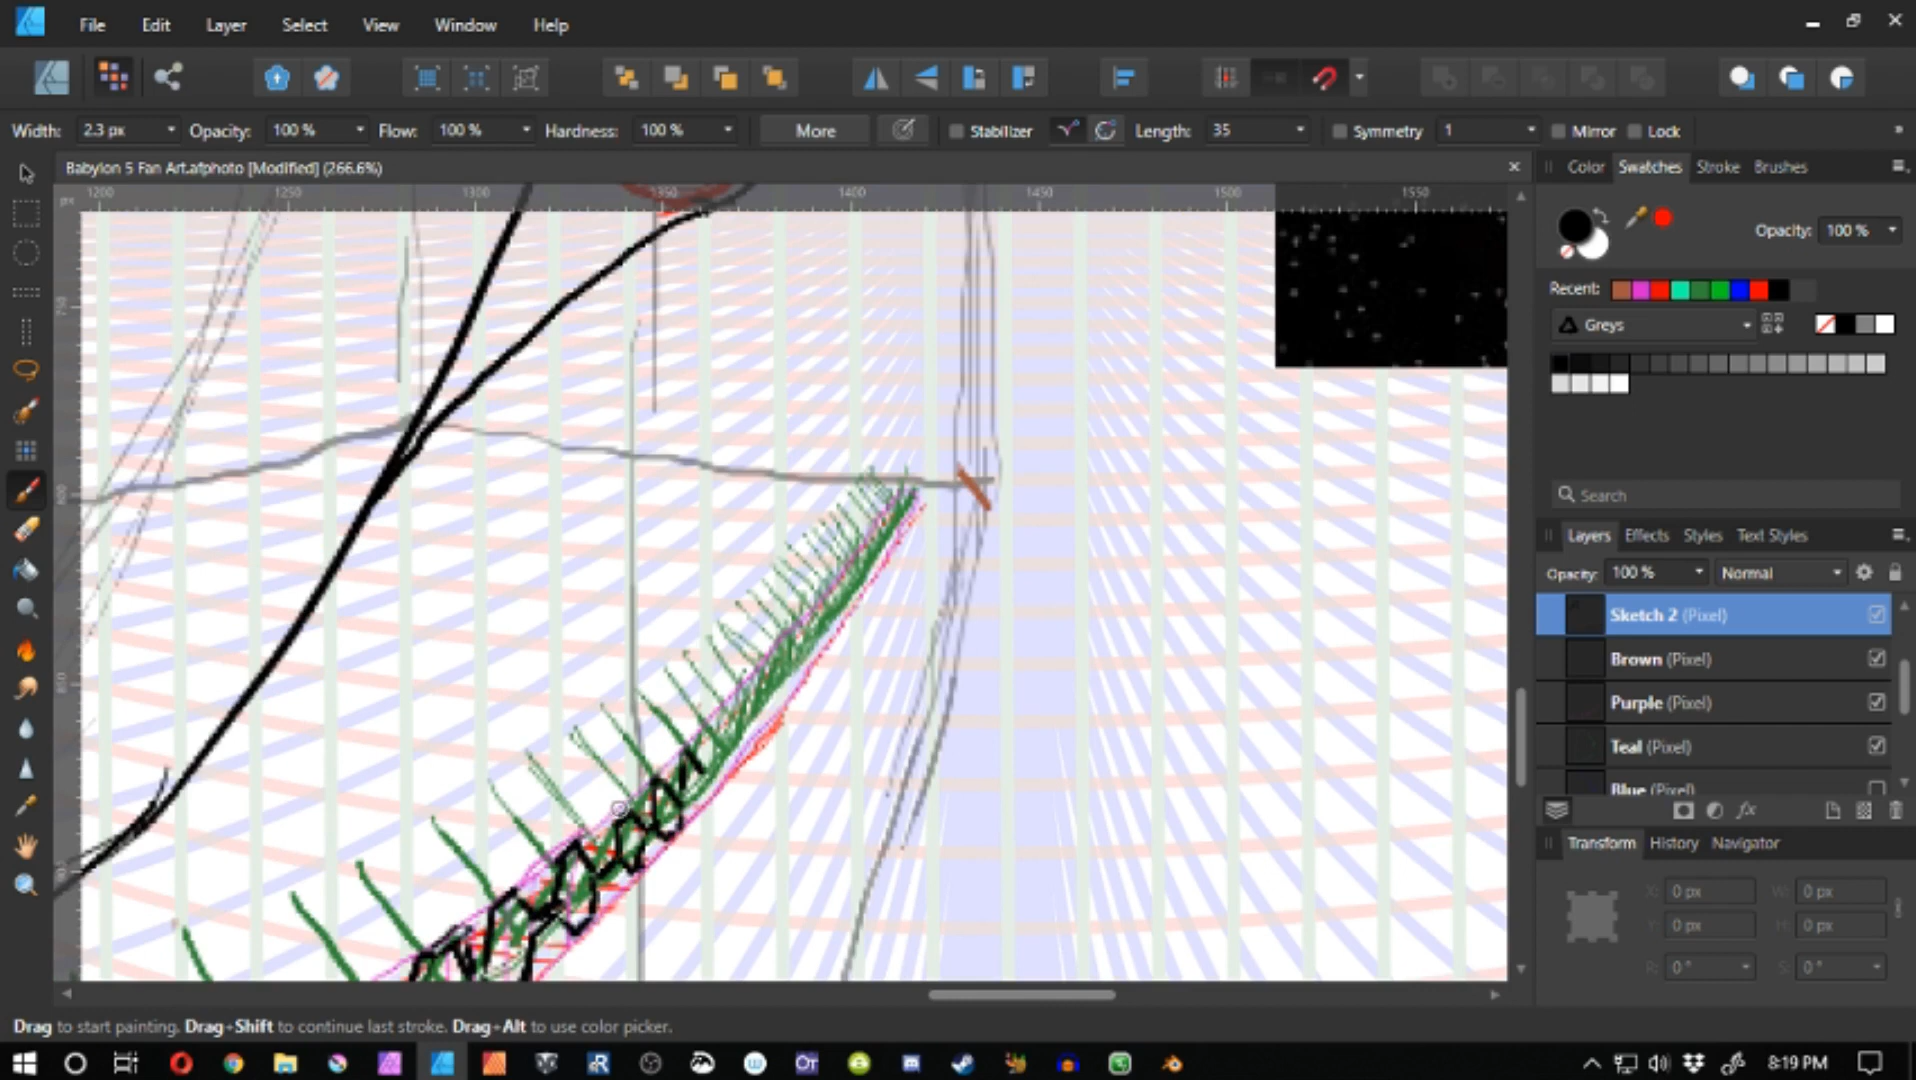 File Edit Layer Select View Window Help
Width: 2.3 px Opacity: 100 % Flow: 100 % Hardness: 100 % More Stabilizer Length: 35 Symmetry 1 Mirror Lock
Babylon 5 Fan Art.afphoto [Modified] (266.6%)
Color Swatches Stroke Brushes
px 1200 1250 1300 1350 1400 1450 1500 1550
Opacity: 100 %
Recent:
Greys
Search
Layers Effects Styles Text Styles
Opacity: 100 % Normal
Sketch 2 (Pixel)
Brown (Pixel)
Purple (Pixel)
Teal (Pixel)
Blue (Pixel)
fx
Transform History Navigator
X: 0 px W: 0 px
Y: 0 px H: 0 px
R: 0 ° S: 0 °
Drag to start painting. Drag+Shift to continue last stroke. Drag+Alt to use color picker.
8:19 PM